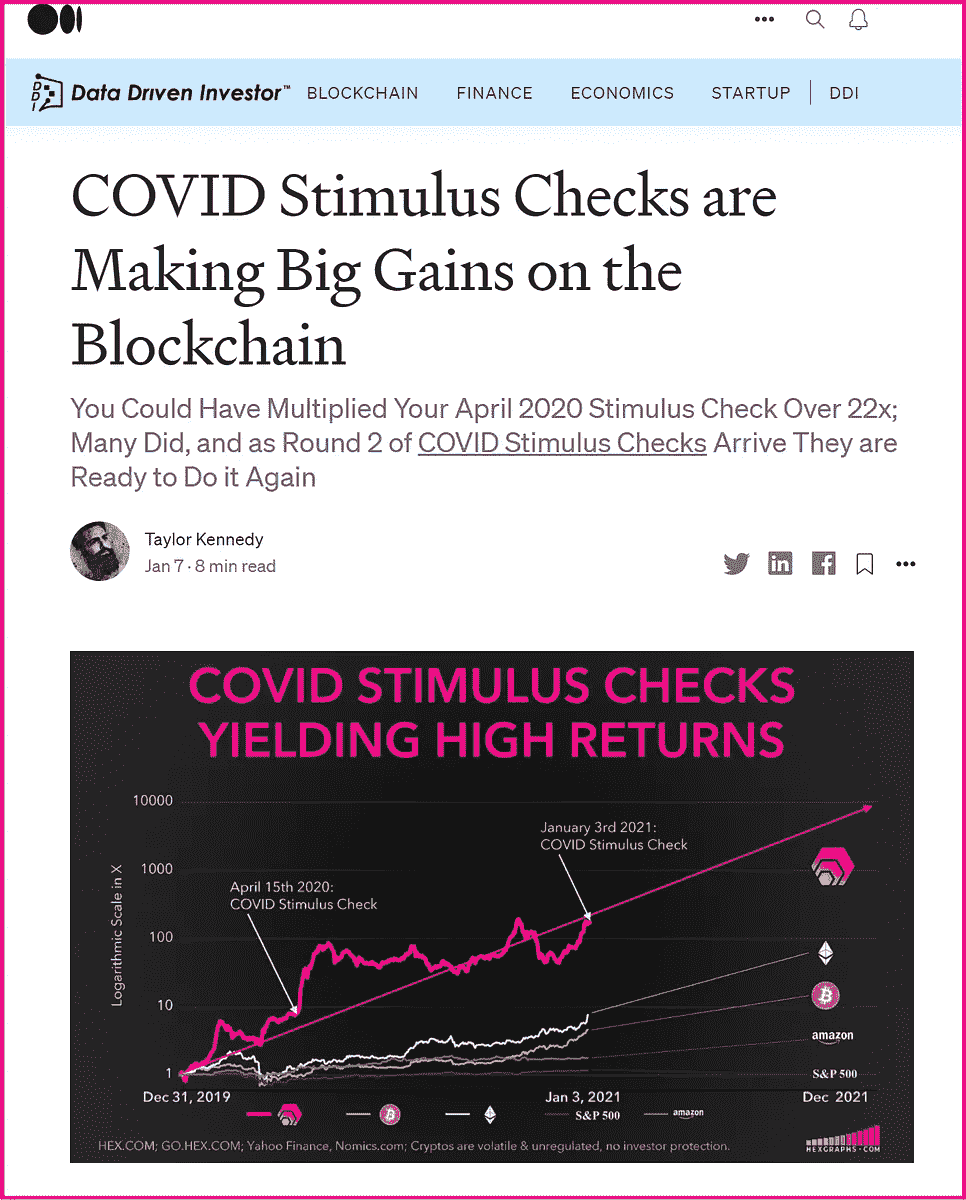 Data Driven Investor™ BLOCKCHAIN FINANCE ECONOMICS STARTUP DDI
COVID Stimulus Checks are
Making Big Gains on the
Blockchain
You Could Have Multiplied Your April 2020 Stimulus Check Over 22x;
Many Did, and as Round 2 of COVID Stimulus Checks Arrive They are
Ready to Do it Again
Taylor Kennedy
Jan 7 · 8 min read
COVID STIMULUS CHECKS
YIELDING HIGH RETURNS
10000
January 3rd 2021:
COVID Stimulus Check
1000
April 15th 2020:
COVID Stimulus Check
Logarithmic Scale in X
100
10
amazon
1
S&P 500
Dec 31, 2019 Jan 3, 2021 Dec 2021
S&P 500 amazon
HEX.COM; GO.HEX.COM; Yahoo Finance, Nomics.com; Cryptos are volatile & unregulated, no investor protection.
HEXGRAPHS.COM